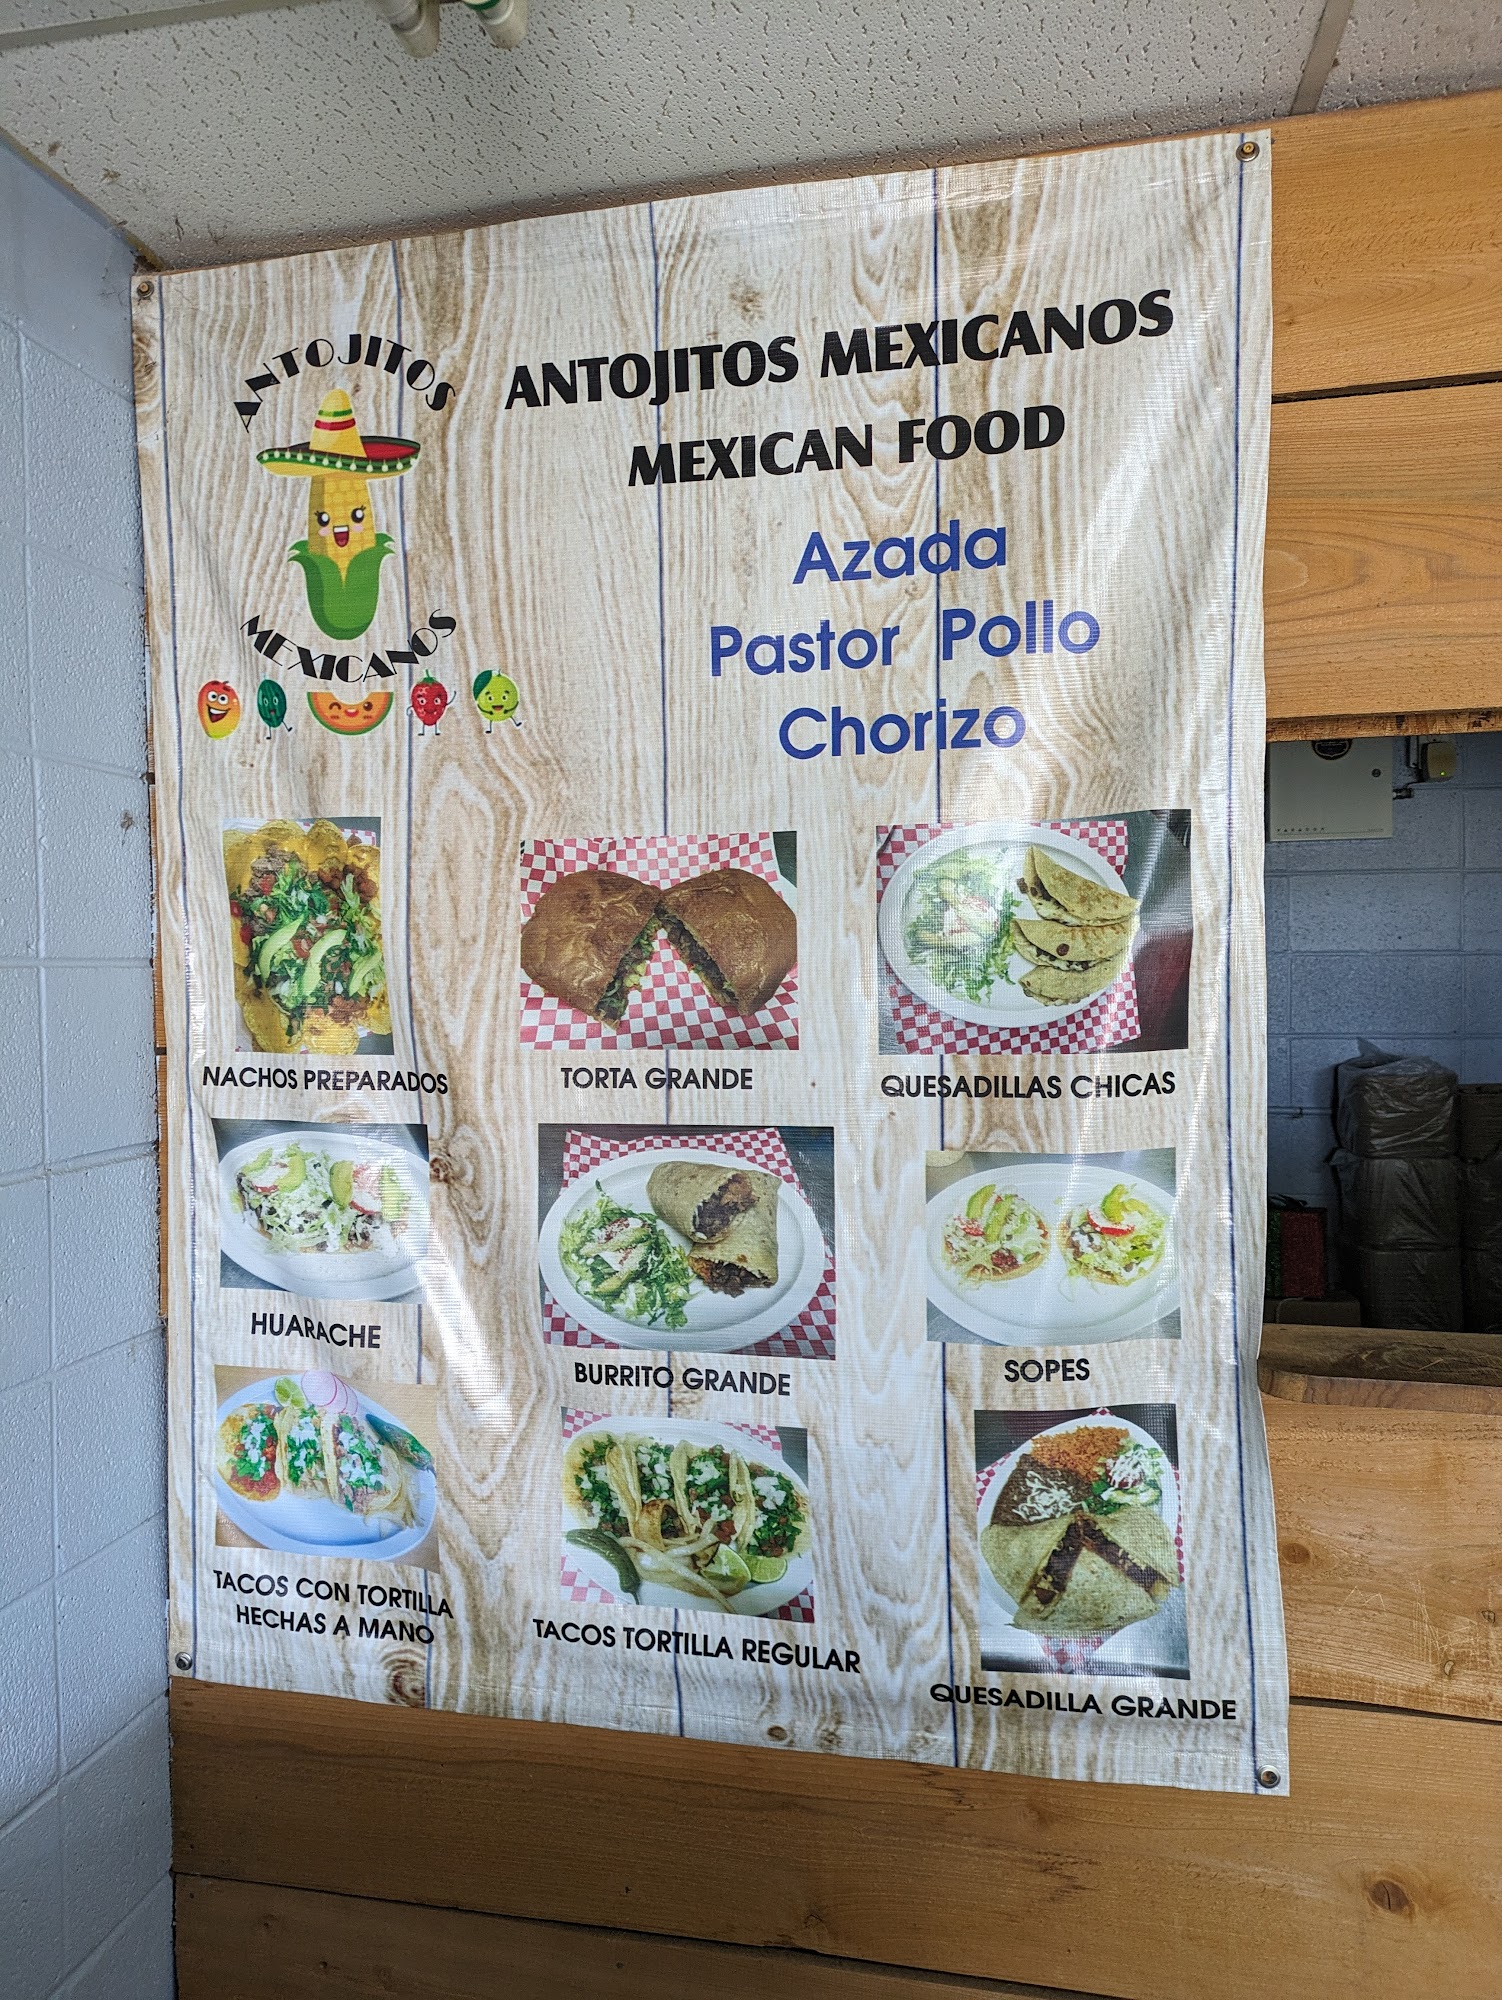 ANTOJITOS
MEXICANOS
ANTOJITOS MEXICANOS
MEXICAN FOOD
Azada
Pastor Pollo
Chorizo
NACHOS PREPARADOS
TORTA GRANDE
QUESADILLAS CHICAS
HUARACHE
BURRITO GRANDE
SOPES
TACOS CON TORTILLA
HECHAS A MANO
TACOS TORTILLA REGULAR
QUESADILLA GRANDE